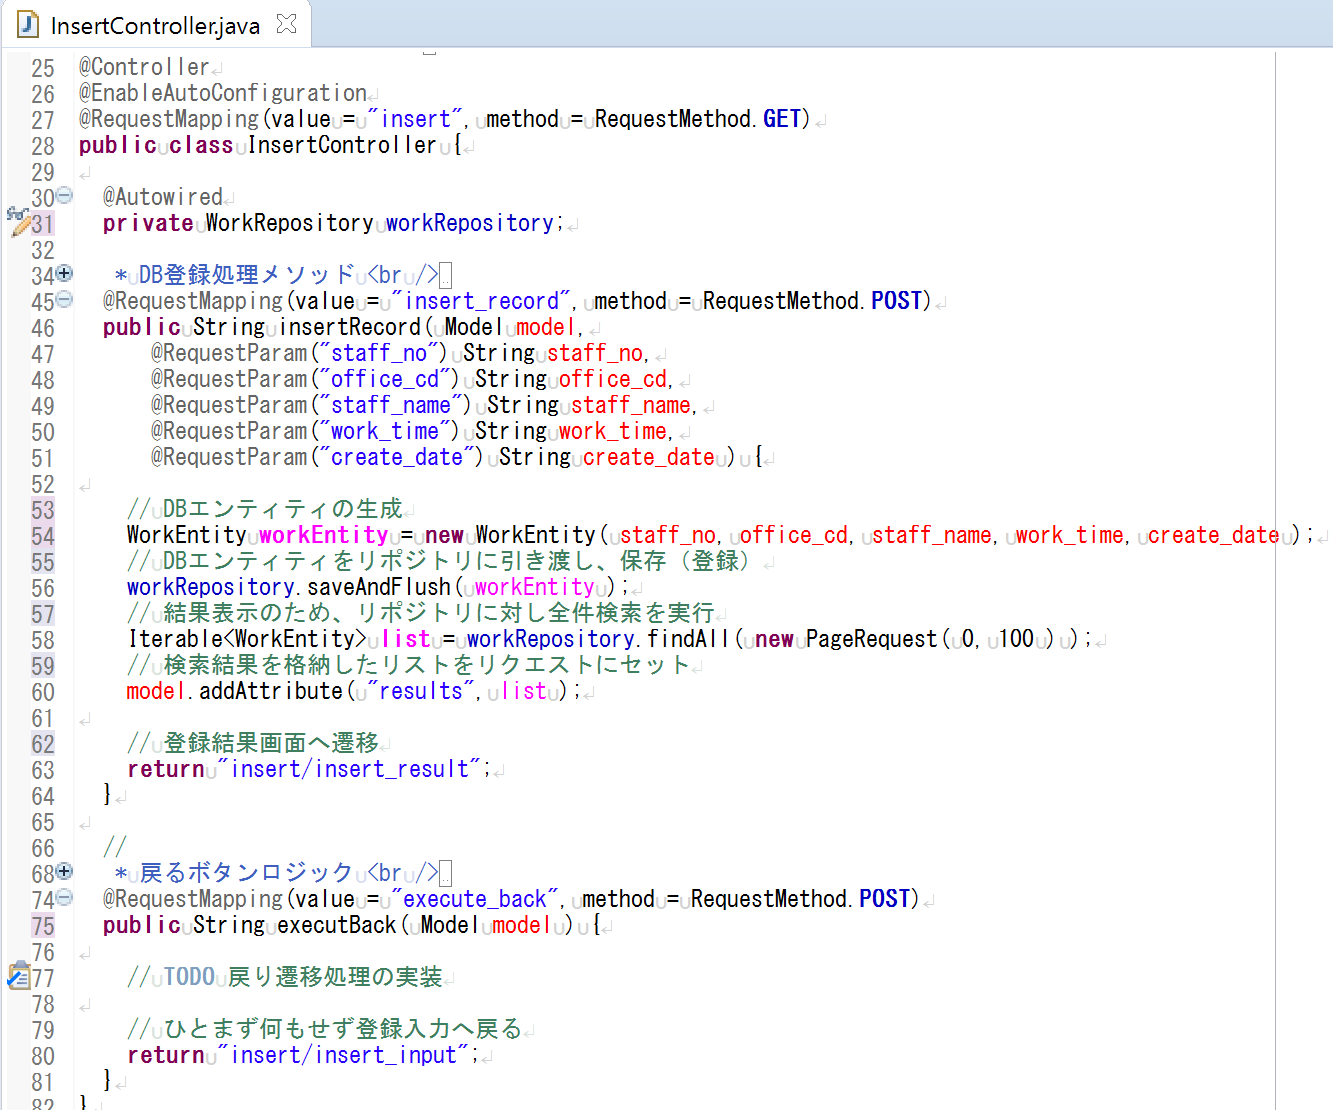 InsertController.java
25 @Controller
26 @EnableAutoConfiguration
27 @RequestMapping(value = "insert", method = RequestMethod.GET)
28 public class InsertController {
29
30 @Autowired
31 private WorkRepository workRepository;
32
34 * DB登録処理メソッド <br />
45 @RequestMapping(value = "insert_record", method = RequestMethod.POST)
46 public String insertRecord( Model model,
47 @RequestParam("staff_no") String staff_no,
48 @RequestParam("office_cd") String office_cd,
49 @RequestParam("staff_name") String staff_name,
50 @RequestParam("work_time") String work_time,
51 @RequestParam("create_date") String create_date ) {
52
53 // DBエンティティの生成
54 WorkEntity workEntity = new WorkEntity( staff_no, office_cd, staff_name, work_time, create_date );
55 // DBエンティティをリポジトリに引き渡し、保存（登録）
56 workRepository.saveAndFlush( workEntity );
57 // 結果表示のため、リポジトリに対し全件検索を実行
58 Iterable<WorkEntity> list = workRepository.findAll( new PageRequest( 0, 100 ) );
59 // 検索結果を格納したリストをリクエストにセット
60 model.addAttribute( "results", list );
61
62 // 登録結果画面へ遷移
63 return "insert/insert_result";
64 }
65
66 //
68 * 戻るボタンロジック <br />
74 @RequestMapping(value = "execute_back", method = RequestMethod.POST)
75 public String executBack( Model model ) {
76
77 // TODO 戻り遷移処理の実装
78
79 // ひとまず何もせず登録入力へ戻る
80 return "insert/insert_input";
81 }
82 }